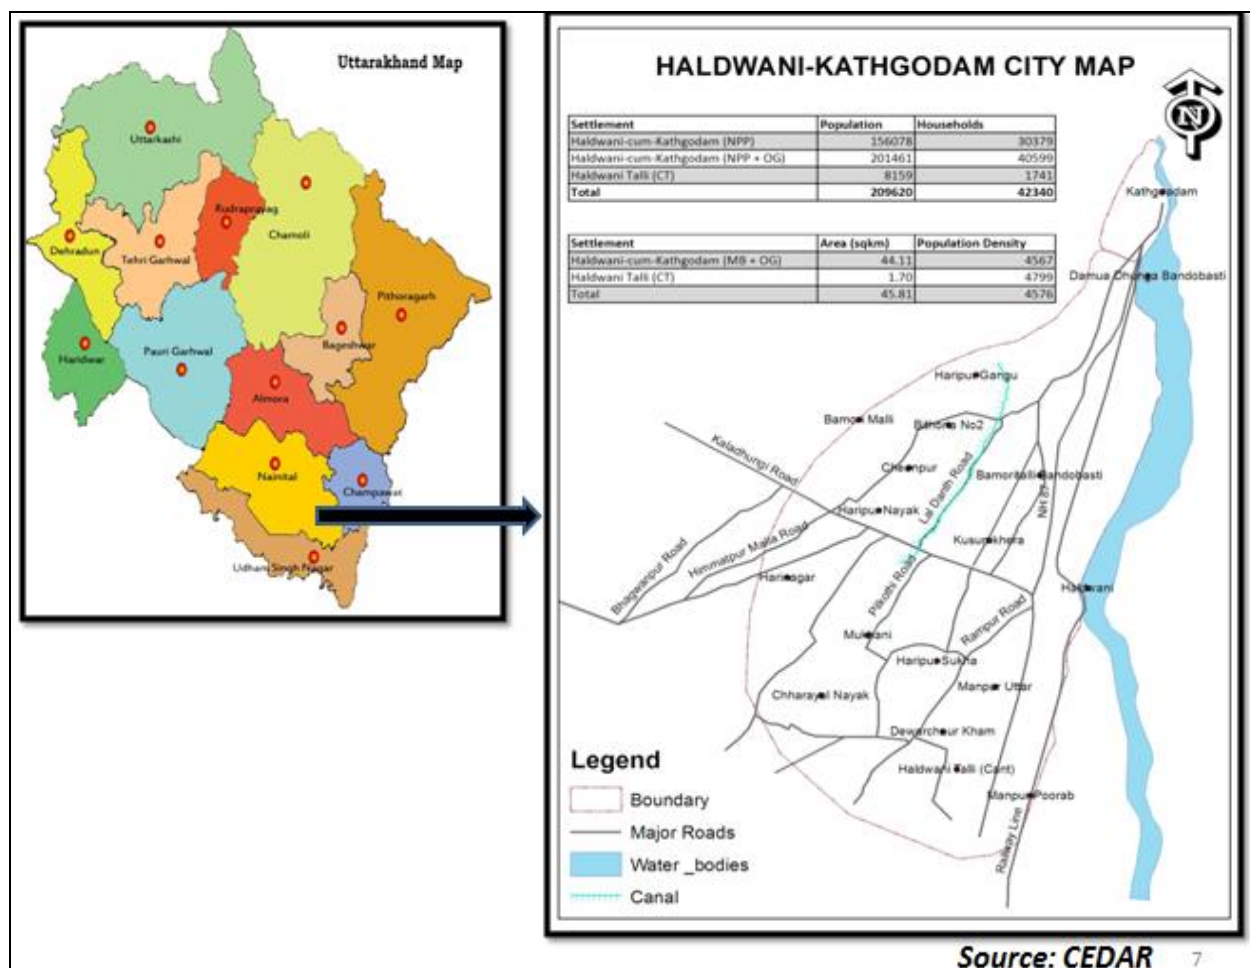 Uttarakhand Map
Uttarkashi
Rudraprayag
Chamoli
Dehradun
Tehri Garhwal
Pithoragarh
Haridwar
Pauri Garhwal
Bageshwar
Almora
Nainital
Champawat
Udham Singh Nagar
HALDWANI-KATHGODAM CITY MAP
N
Settlement Population Households
Haldwani-cum-Kathgodam (NPP) 156078 30379
Haldwani-cum-Kathgodam (NPP + OG) 201461 40599
Haldwani Talli (CT) 8159 1741
Total 209620 42340
Settlement Area (sqkm) Population Density
Haldwani-cum-Kathgodam (MB + OG) 44.11 4567
Haldwani Talli (CT) 1.70 4799
Total 45.81 4576
Kathgodam
Damua Dhunga Bandobasti
Haripur Gangu
Bamori Malli
Bithoria No2
Kaladhungi Road
Cheenpur
Lal Danth Road
Bamoritalli Bandobasti
NH 87
Haripur Nayak
Kusumkhera
Himmatpur Malla Road
Bhagwanpur Road
Harinagar
Pilkothi Road
Haldwani
Rampur Road
Mukhani
Haripur Sukha
Manpur Uttar
Chharayal Nayak
Dewarchour Kham
Haldwani Talli (Cant)
Manpur Poorab
Railway Line
Legend
Boundary
Major Roads
Water _bodies
Canal
Source: CEDAR 7